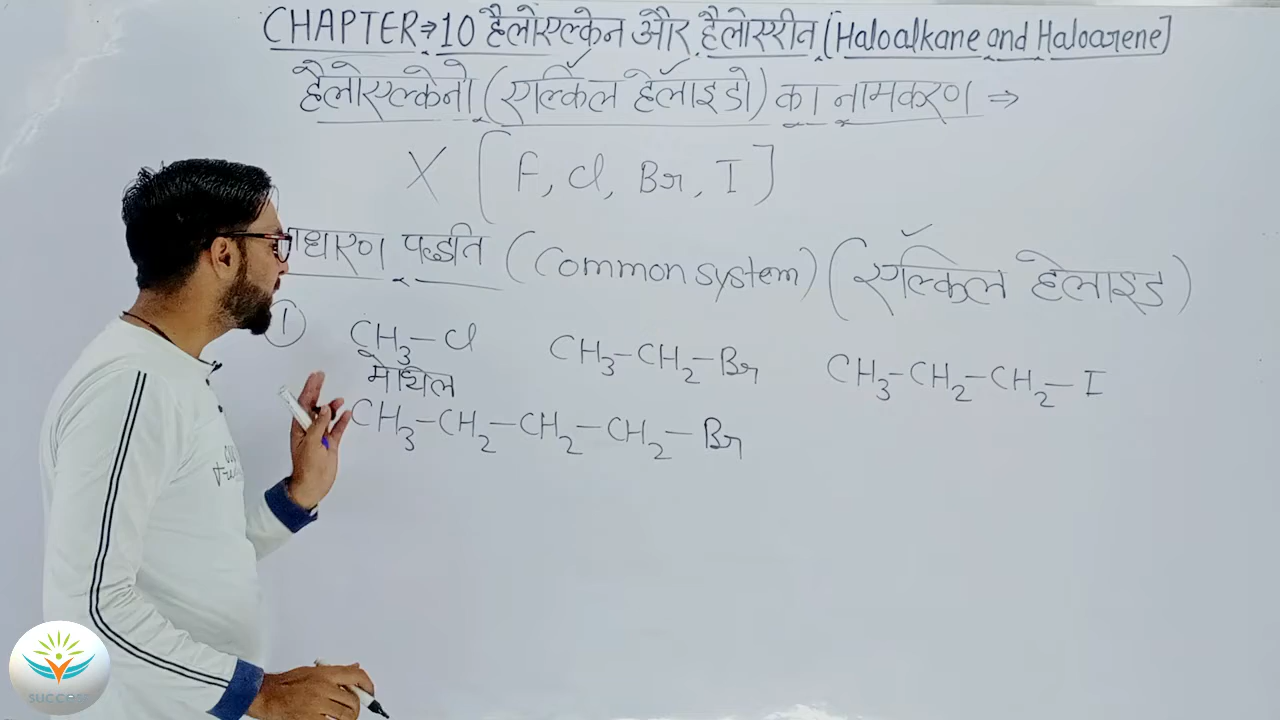 CHAPTER⇒10 हैलोएल्केन और हैलोएरीन (Haloalkane and Haloarene)
हैलोएल्केनो (एल्किल हेलाइडो) का नामकरण ⇒
X [F, Cl, Br, I]
ाधारण पद्धति (Common system) (एल्किल हेलाइड)
① CH₃-Cl CH₃-CH₂-Br CH₃-CH₂-CH₂-I
मेथिल
CH₃-CH₂-CH₂-CH₂-Br